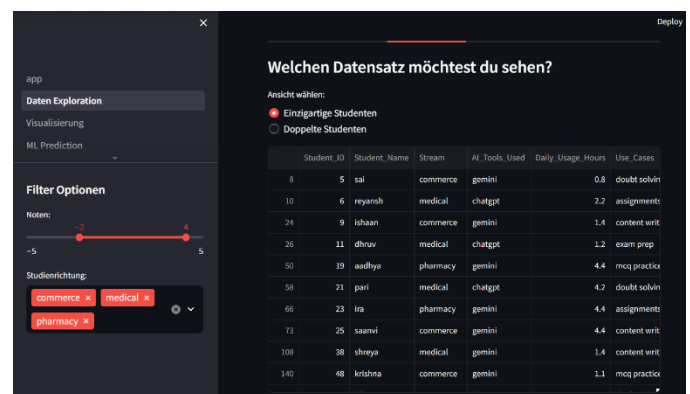 ×
Deploy
app
Daten Exploration
Visualisierung
ML Prediction
Filter Optionen
Noten:
-2 4
-5 5
Studienrichtung:
commerce × medical ×
pharmacy ×
Welchen Datensatz möchtest du sehen?
Ansicht wählen:
Einzigartige Studenten
Doppelte Studenten
Student_ID Student_Name Stream AI_Tools_Used Daily_Usage_Hours Use_Cases
8 5 sai commerce gemini 0.8 doubt solvin
10 6 reyansh medical chatgpt 2.2 assignments
24 9 ishaan commerce gemini 1.4 content writ
26 11 dhruv medical chatgpt 1.2 exam prep
50 19 aadhya pharmacy gemini 4.4 mcq practice
58 21 pari medical chatgpt 4.2 doubt solvin
66 23 ira pharmacy gemini 4.4 assignments
73 25 saanvi commerce gemini 4.4 content writ
108 38 shreya medical gemini 1.4 content writ
140 48 krishna commerce gemini 1.1 mcq practice